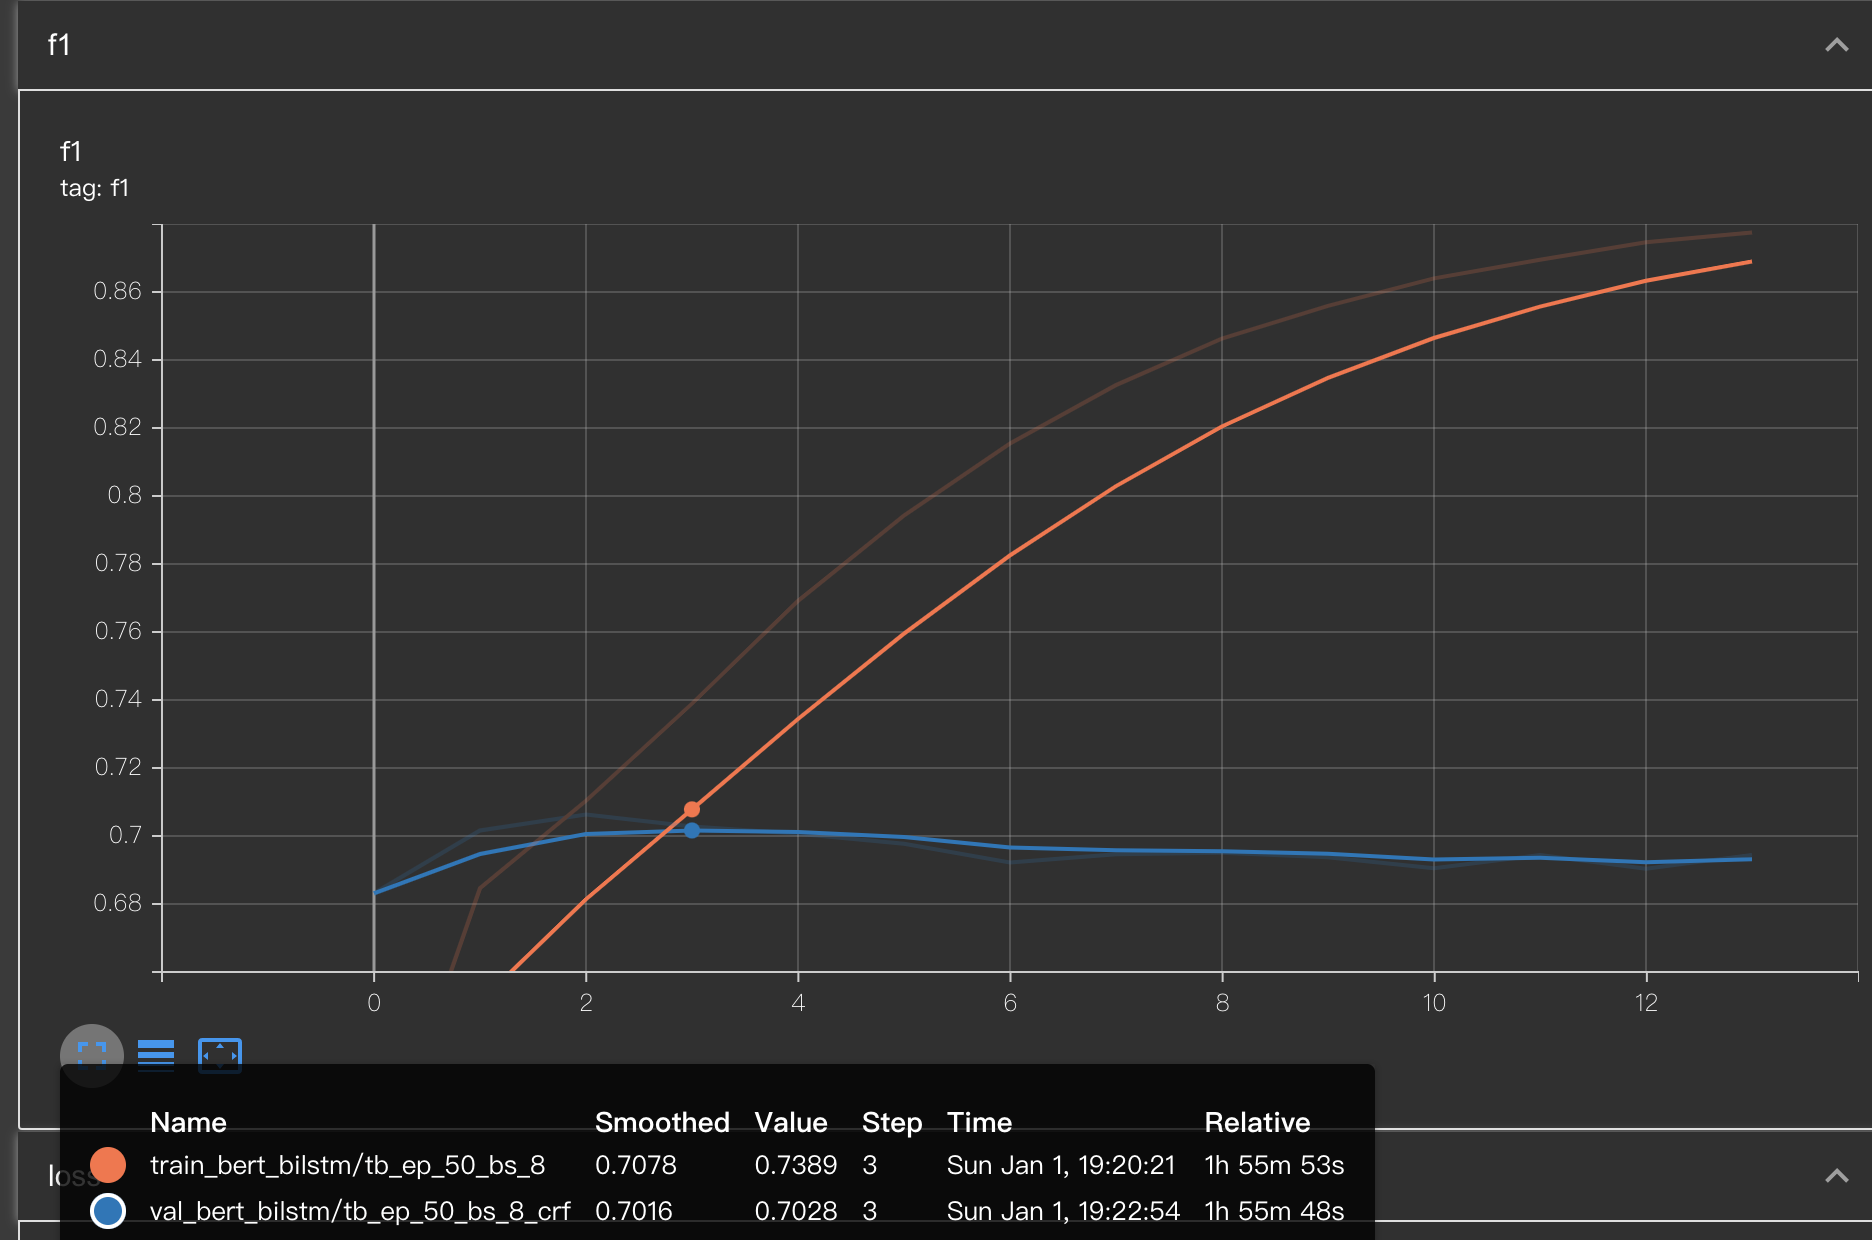 f1
f1
tag: f1
0.86
0.84
0.82
0.8
0.78
0.76
0.74
0.72
0.7
0.68
0 2 4 6 8 10 12
Name Smoothed Value Step Time Relative
train_bert_bilstm/tb_ep_50_bs_8 0.7078 0.7389 3 Sun Jan 1, 19:20:21 1h 55m 53s
loss
val_bert_bilstm/tb_ep_50_bs_8_crf 0.7016 0.7028 3 Sun Jan 1, 19:22:54 1h 55m 48s